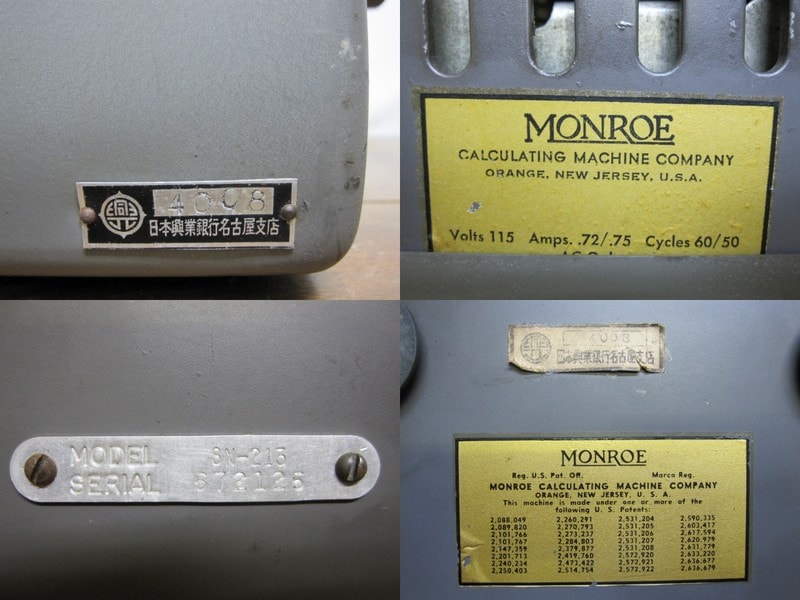 4008
日本興業銀行名古屋支店
MONROE
CALCULATING MACHINE COMPANY
ORANGE, NEW JERSEY, U.S.A.
Volts 115 Amps. .72/.75 Cycles 60/50
MODEL 8N-213
SERIAL 872125
4008
日本興業銀行名古屋支店
MONROE
Reg. U.S. Pat. Off. Marca Reg.
MONROE CALCULATING MACHINE COMPANY
ORANGE, NEW JERSEY, U. S. A.
This machine is made under one or more of the
following U. S. Patents:
2,088,049 2,260,291 2,531,204 2,590,335
2,089,820 2,270,793 2,531,205 2,603,417
2,101,766 2,273,237 2,531,206 2,617,594
2,101,767 2,284,803 2,531,207 2,620,979
2,147,359 2,379,877 2,531,208 2,631,779
2,201,713 2,419,760 2,572,920 2,633,220
2,240,234 2,473,422 2,572,921 2,636,677
2,250,403 2,514,754 2,572,922 2,636,679